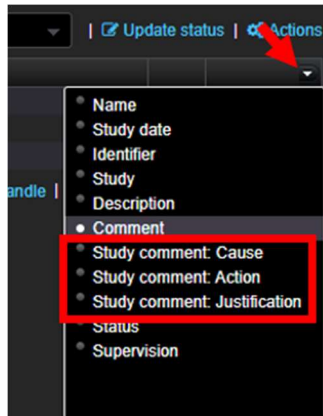 | Update status | Actions
Name
Study date
Identifier
Study
andle |
Description
Comment
Study comment: Cause
Study comment: Action
Study comment: Justification
Status
Supervision